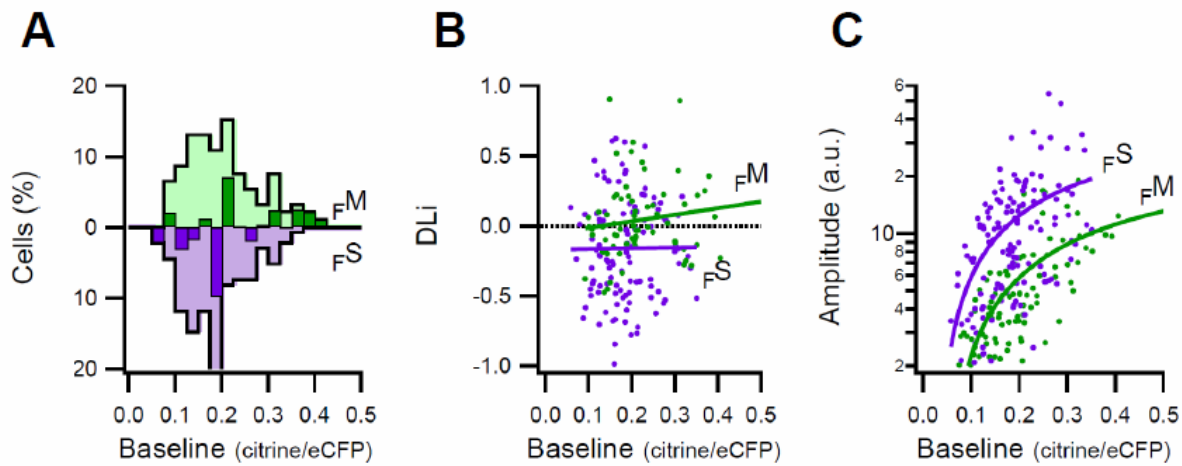 A
20
10
0
10
20
Cells (%)
FM
FS
0.0 0.1 0.2 0.3 0.4 0.5
Baseline (citrine/eCFP)
B
1.0
0.5
0.0
-0.5
-1.0
DLi
FM
FS
0.0 0.1 0.2 0.3 0.4 0.5
Baseline (citrine/eCFP)
C
6
4
2
10
8
6
4
2
Amplitude (a.u.)
FS
FM
0.0 0.1 0.2 0.3 0.4 0.5
Baseline (citrine/eCFP)